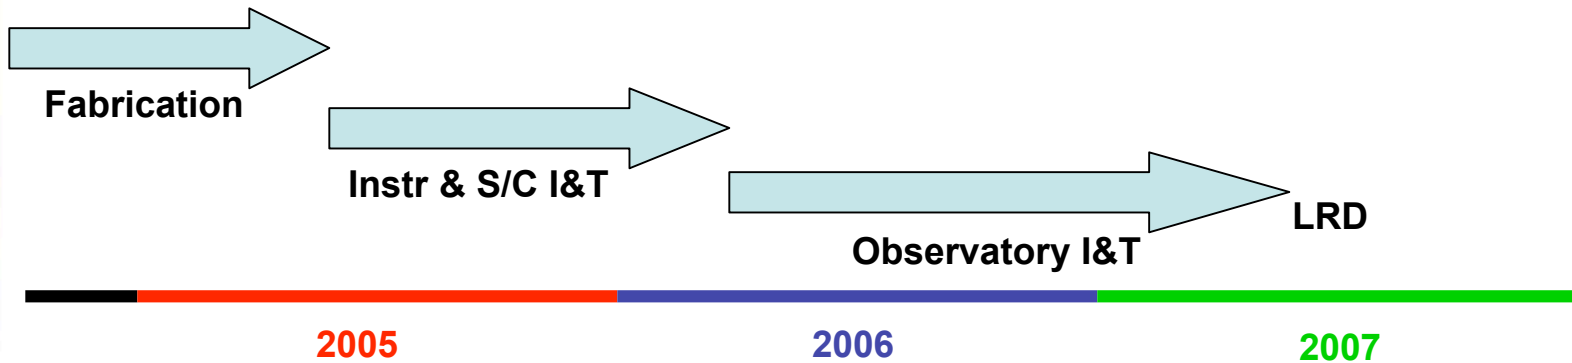 Fabrication
Instr & S/C I&T
Observatory I&T
LRD
2005
2006
2007